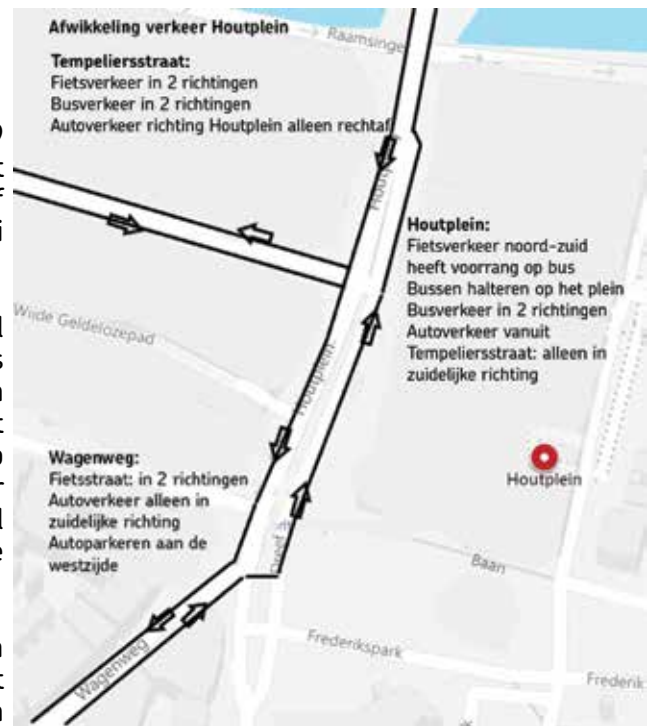 Afwikkeling verkeer Houtplein
Raamsinge
Tempeliersstraat:
Fietsverkeer in 2 richtingen
Busverkeer in 2 richtingen
Autoverkeer richting Houtplein alleen rechtaf
Houtplein:
Fietsverkeer noord-zuid
heeft voorrang op bus
Bussen halteren op het plein
Busverkeer in 2 richtingen
Autoverkeer vanuit
Tempeliersstraat: alleen in
zuidelijke richting
Wijde Geldelozepad
Houtplein
Wagenweg:
Fietsstraat: in 2 richtingen
Autoverkeer alleen in
zuidelijke richting
Autoparkeren aan de
westzijde
Houtplein
Baan
Frederikspark
Frederik
Wagenweg